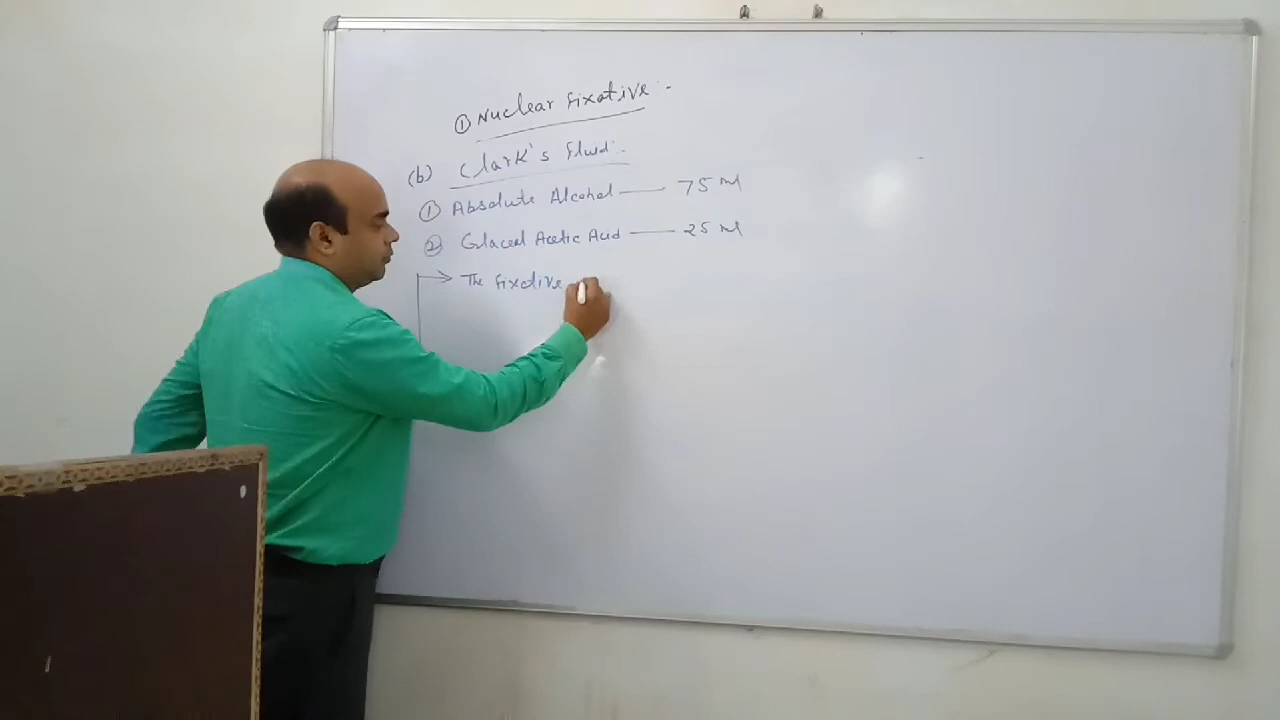 ① Nuclear Fixative :-
(b) Clark's Fluid :-
① Absolute Alcohol —— 75 ml
② Glacial Acetic Acid —— 25 ml
→ The Fixative